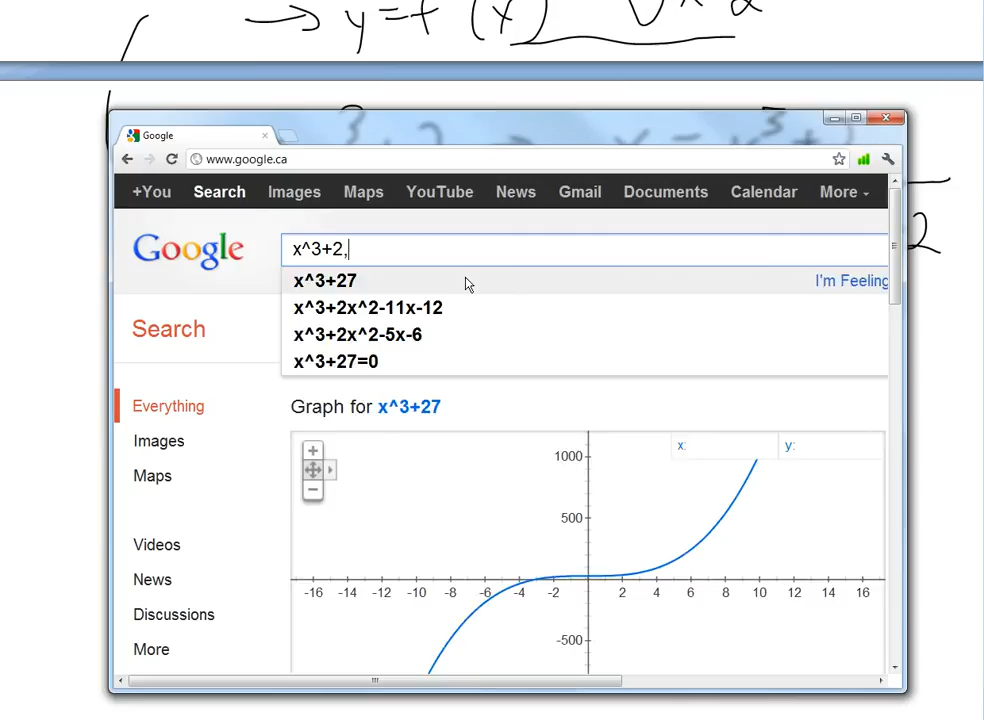 → y=f(x)
Google
www.google.ca
+You Search Images Maps YouTube News Gmail Documents Calendar More
Google
x^3+2,
x^3+27 I'm Feeling
x^3+2x^2-11x-12
x^3+2x^2-5x-6
x^3+27=0
Search
Everything
Images
Maps
Videos
News
Discussions
More
Graph for x^3+27
x: y:
1000
500
-16 -14 -12 -10 -8 -6 -4 -2 2 4 6 8 10 12 14 16
-500
2